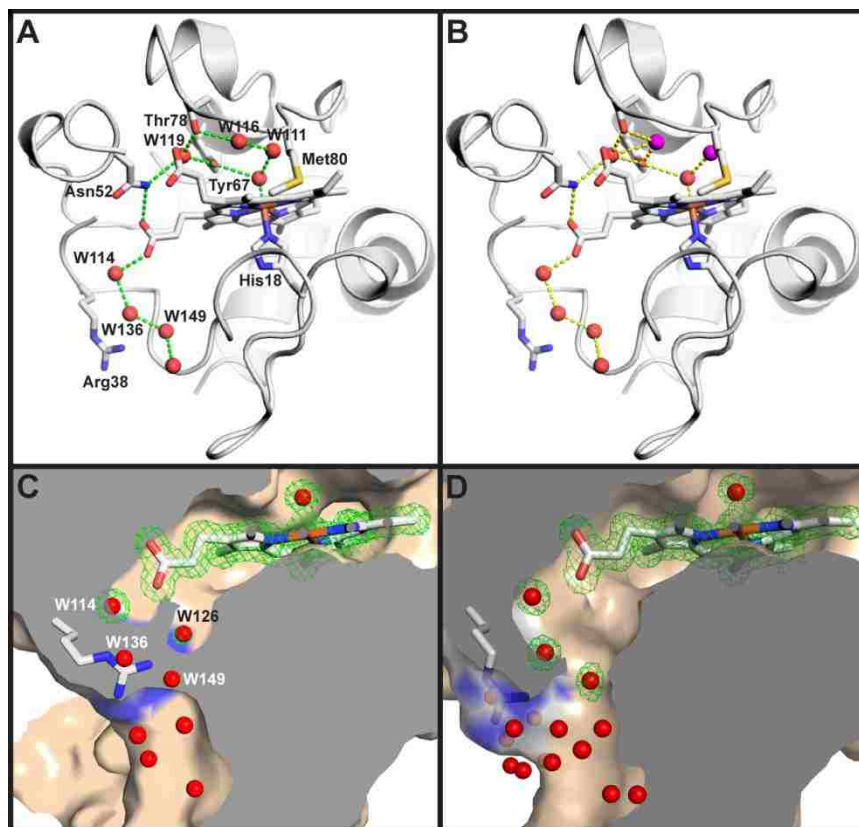 A
B
Thr78
W116
W119
W111
Met80
Tyr67
Asn52
W114
His18
W149
W136
Arg38
C
D
W114
W126
W136
W149